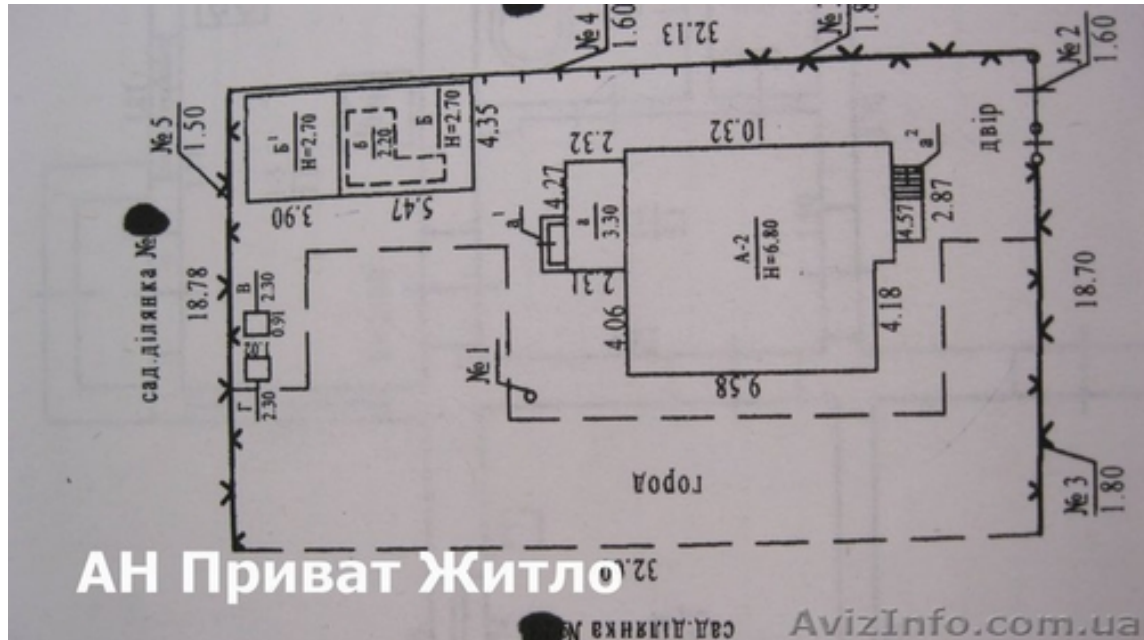 № 4
1.60
32.13
№ 2
1.60
№ 5
1.50
Б¹
H=2.70
б
2.20
Б
H=2.70
4.35
3.90
5.47
2.32
10.32
4.27
а¹
в
3.30
2.31
А-2
H=6.80
а²
4.57
2.87
двір
сад.ділянка №
18.78
В
2.30
0.91
Г
2.30
4.06
4.18
18.70
№ 1
9.58
город
№ 3
1.80
АН Приват Житло
сад.ділянка №
AvizInfo.com.ua